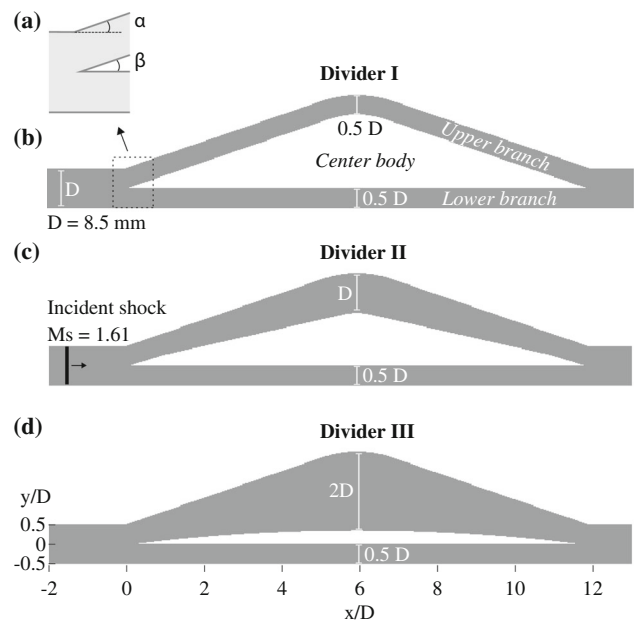 (a)
α
β
Divider I
(b)
0.5 D
Center body
Upper branch
D
0.5 D
Lower branch
D = 8.5 mm
(c)
Divider II
D
Incident shock
Ms = 1.61
0.5 D
(d)
Divider III
2D
y/D
0.5
0
-0.5
0.5 D
-2
0
2
4
6
8
10
12
x/D